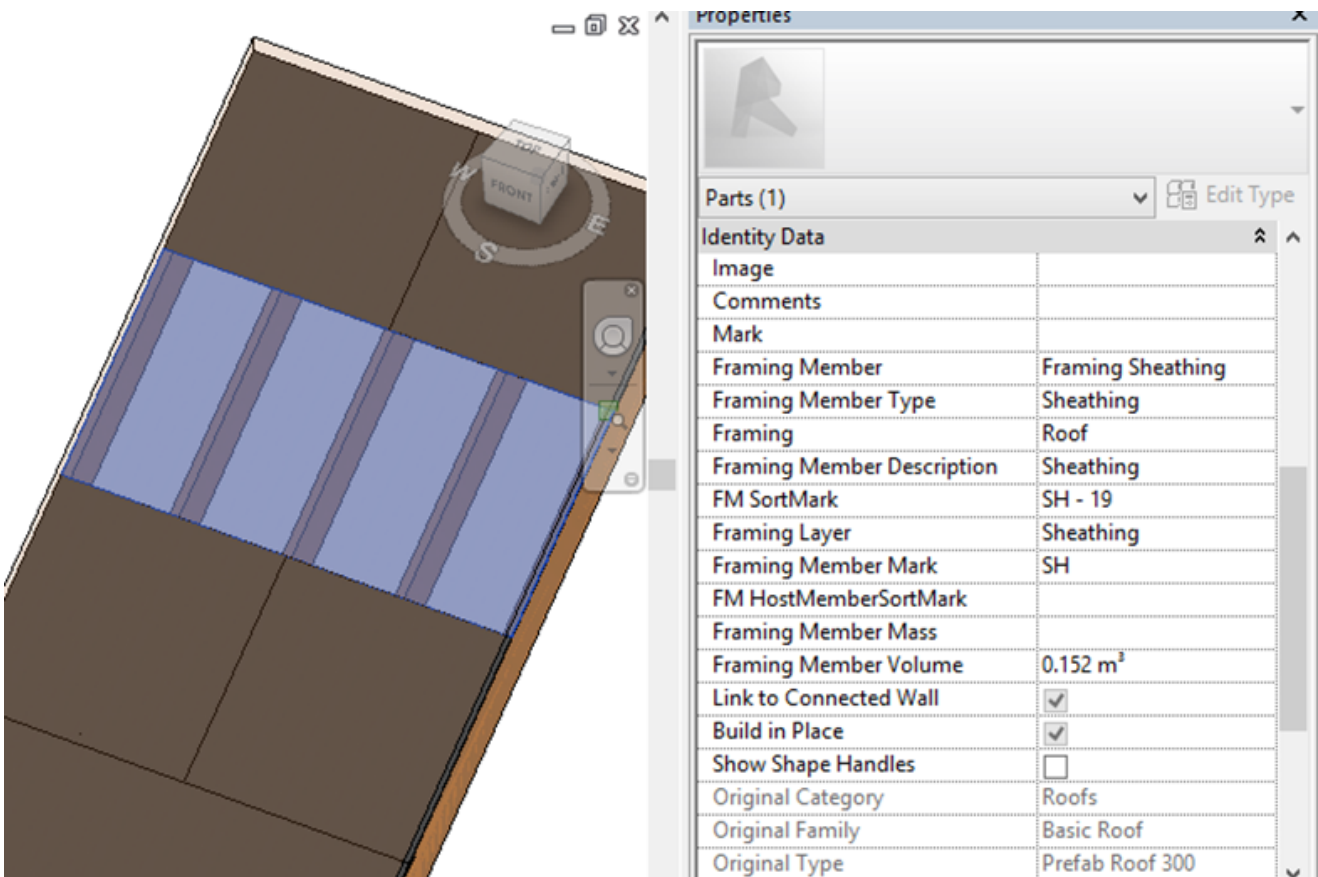 Properties
TOP
FRONT
W
S
E
Parts (1)
Edit Type
Identity Data
Image
Comments
Mark
Framing Member Framing Sheathing
Framing Member Type Sheathing
Framing Roof
Framing Member Description Sheathing
FM SortMark SH - 19
Framing Layer Sheathing
Framing Member Mark SH
FM HostMemberSortMark
Framing Member Mass
Framing Member Volume 0.152 m³
Link to Connected Wall
Build in Place
Show Shape Handles
Original Category Roofs
Original Family Basic Roof
Original Type Prefab Roof 300